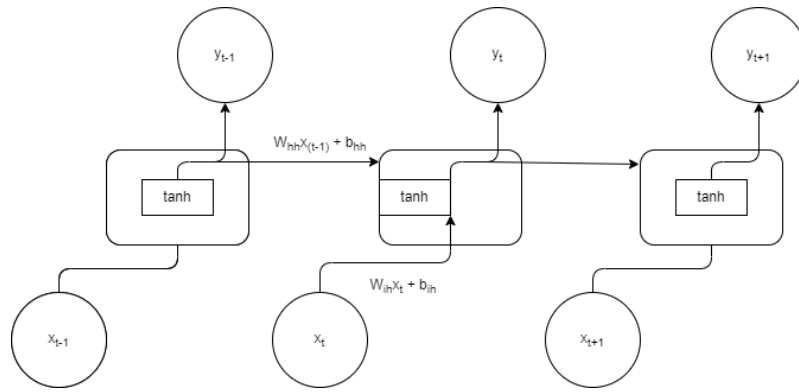 y_{t-1}
y_t
y_{t+1}
W_{hh}x_{(t-1)} + b_{hh}
tanh
tanh
tanh
W_{ih}x_t + b_{ih}
x_{t-1}
x_t
x_{t+1}